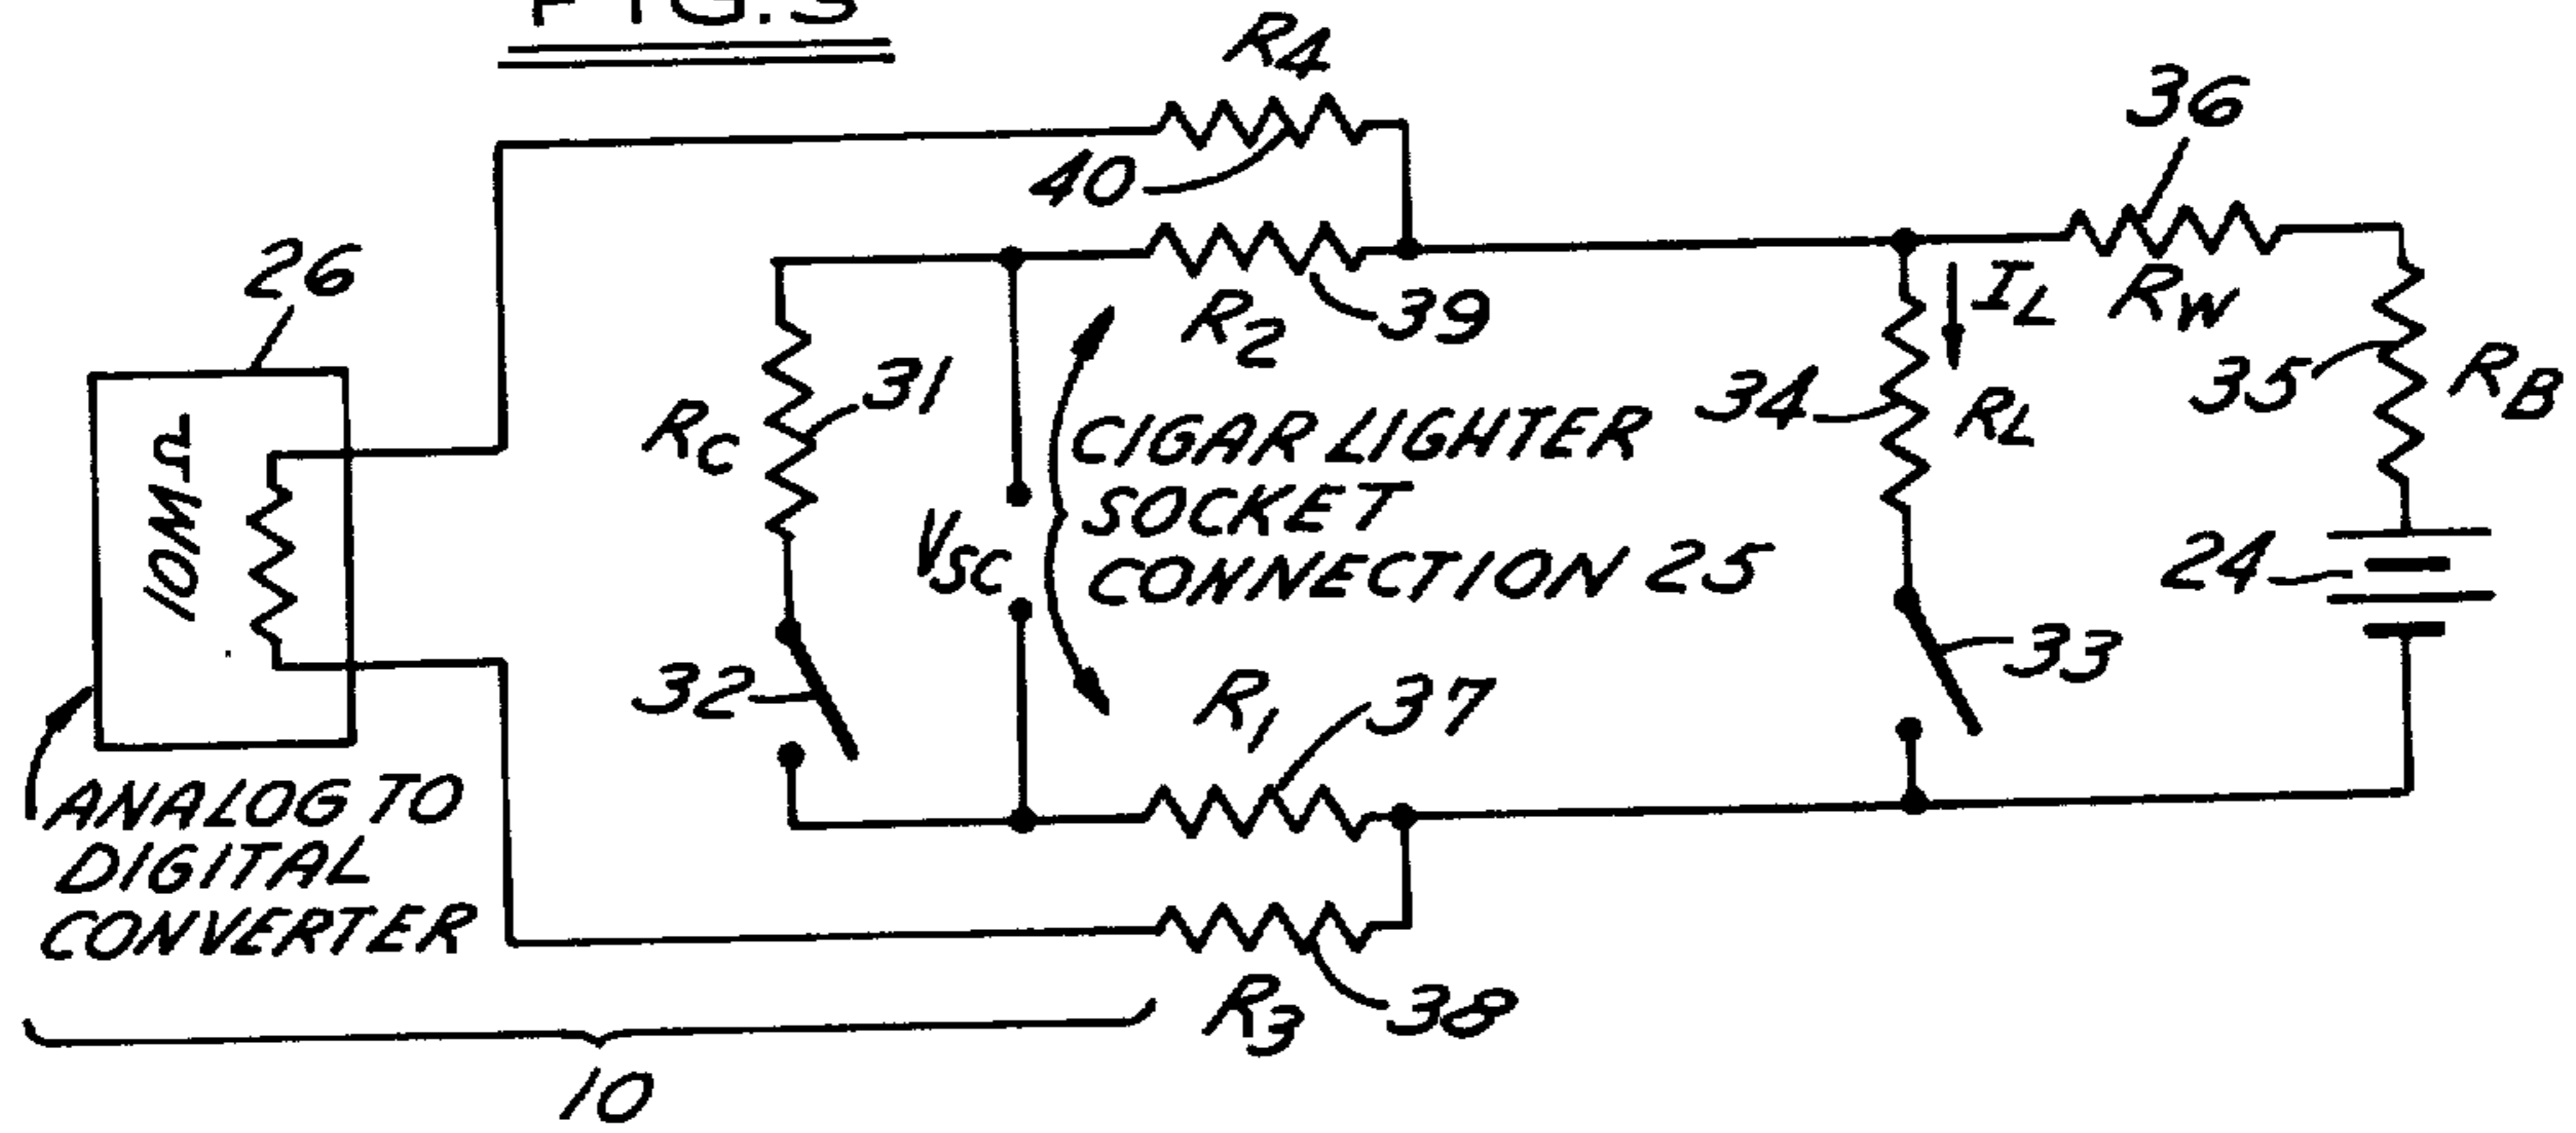 FIG. 3
R4
36
40
26
IL
RW
R2
39
31
34
35
RB
RC
RL
CIGAR LIGHTER
SOCKET
CONNECTION 25
10MΩ
VSC
24
32
33
R1
37
ANALOG TO
DIGITAL
CONVERTER
R3
38
10